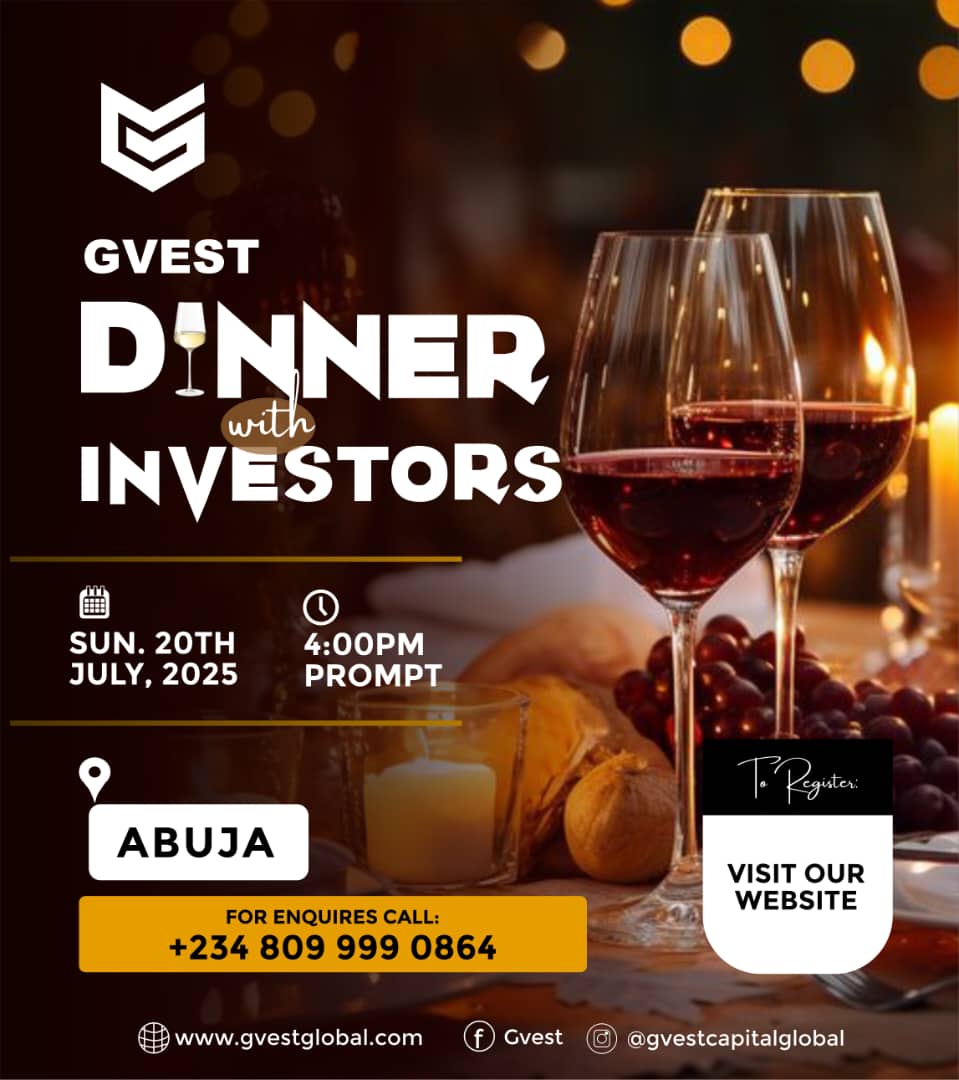 GVEST
DINNER
with
INVESTORS
SUN. 20TH
JULY, 2025
4:00PM
PROMPT
ABUJA
FOR ENQUIRES CALL:
+234 809 999 0864
To Register:
VISIT OUR
WEBSITE
www.gvestglobal.com
Gvest
@gvestcapitalglobal